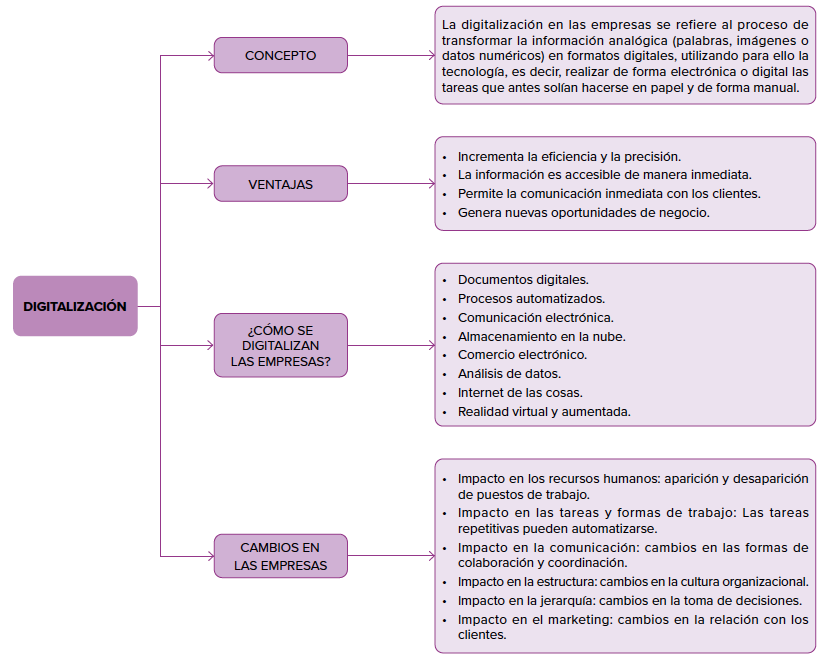 DIGITALIZACIÓN
CONCEPTO
La digitalización en las empresas se refiere al proceso de
transformar la información analógica (palabras, imágenes o
datos numéricos) en formatos digitales, utilizando para ello la
tecnología, es decir, realizar de forma electrónica o digital las
tareas que antes solían hacerse en papel y de forma manual.
VENTAJAS
• Incrementa la eficiencia y la precisión.
• La información es accesible de manera inmediata.
• Permite la comunicación inmediata con los clientes.
• Genera nuevas oportunidades de negocio.
¿CÓMO SE
DIGITALIZAN
LAS EMPRESAS?
• Documentos digitales.
• Procesos automatizados.
• Comunicación electrónica.
• Almacenamiento en la nube.
• Comercio electrónico.
• Análisis de datos.
• Internet de las cosas.
• Realidad virtual y aumentada.
CAMBIOS EN
LAS EMPRESAS
• Impacto en los recursos humanos: aparición y desaparición
de puestos de trabajo.
• Impacto en las tareas y formas de trabajo: Las tareas
repetitivas pueden automatizarse.
• Impacto en la comunicación: cambios en las formas de
colaboración y coordinación.
• Impacto en la estructura: cambios en la cultura organizacional.
• Impacto en la jerarquía: cambios en la toma de decisiones.
• Impacto en el marketing: cambios en la relación con los
clientes.